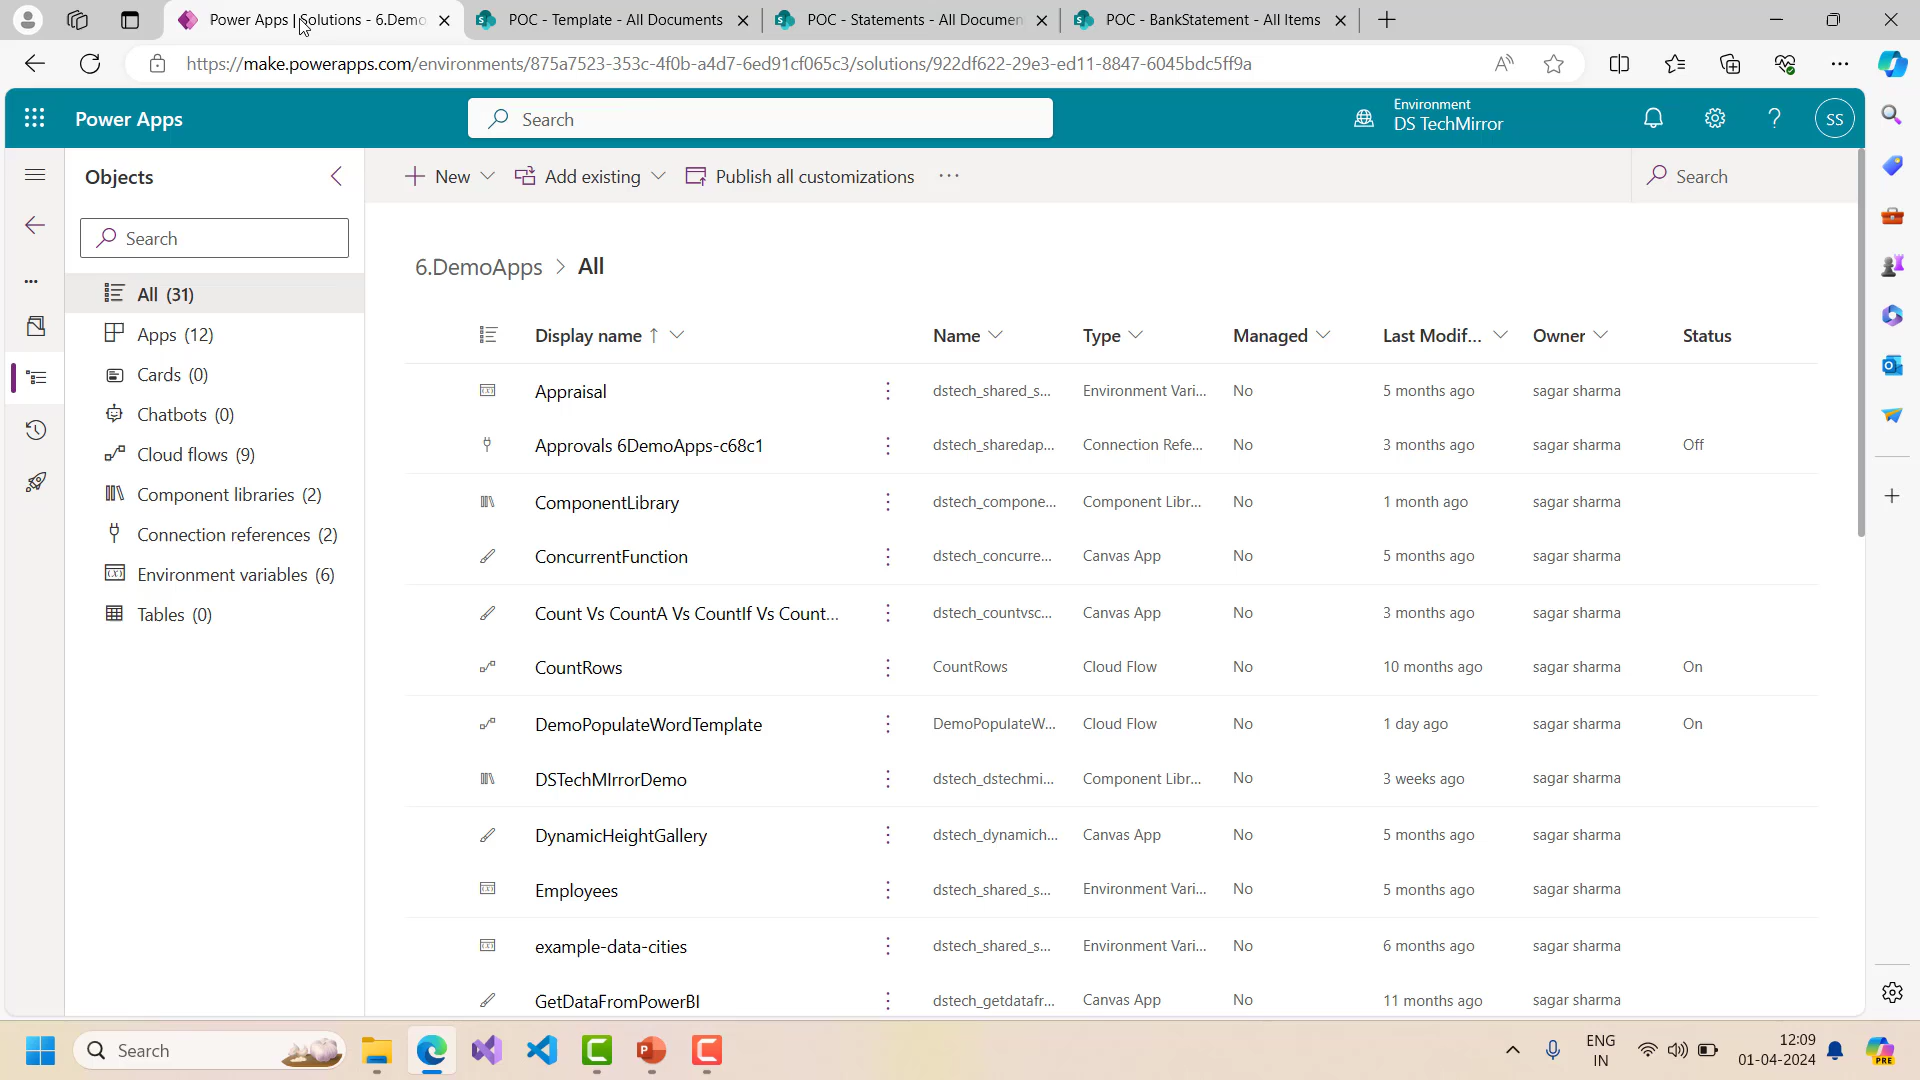 Power Apps | Solutions - 6.Demo
POC - Template - All Documents
POC - Statements - All Documen
POC - BankStatement - All Items
https://make.powerapps.com/environments/875a7523-353c-4f0b-a4d7-6ed91cf065c3/solutions/922df622-29e3-ed11-8847-6045bdc5ff9a
Power Apps
Search
Environment
DS TechMirror
SS
Objects
New
Add existing
Publish all customizations
Search
Search
All (31)
Apps (12)
Cards (0)
Chatbots (0)
Cloud flows (9)
Component libraries (2)
Connection references (2)
Environment variables (6)
Tables (0)
6.DemoApps > All
Display name ↑ Name Type Managed Last Modif... Owner Status
Appraisal dstech_shared_s... Environment Vari... No 5 months ago sagar sharma
Approvals 6DemoApps-c68c1 dstech_sharedap... Connection Refe... No 3 months ago sagar sharma Off
ComponentLibrary dstech_compone... Component Libr... No 1 month ago sagar sharma
ConcurrentFunction dstech_concurre... Canvas App No 5 months ago sagar sharma
Count Vs CountA Vs CountIf Vs Count... dstech_countvsc... Canvas App No 3 months ago sagar sharma
CountRows CountRows Cloud Flow No 10 months ago sagar sharma On
DemoPopulateWordTemplate DemoPopulateW... Cloud Flow No 1 day ago sagar sharma On
DSTechMIrrorDemo dstech_dstechmi... Component Libr... No 3 weeks ago sagar sharma
DynamicHeightGallery dstech_dynamich... Canvas App No 5 months ago sagar sharma
Employees dstech_shared_s... Environment Vari... No 5 months ago sagar sharma
example-data-cities dstech_shared_s... Environment Vari... No 6 months ago sagar sharma
GetDataFromPowerBI dstech_getdatafr... Canvas App No 11 months ago sagar sharma
Search
ENG
IN
12:09
01-04-2024
PRE